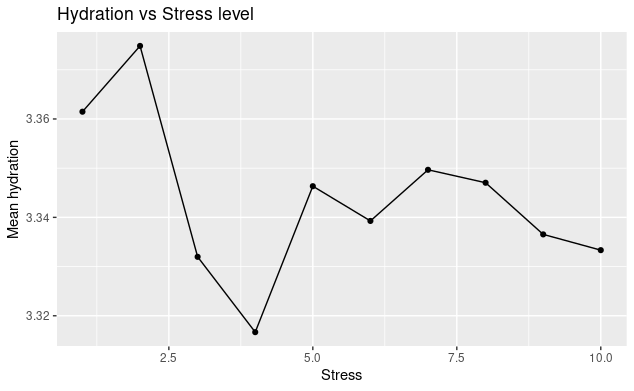 Hydration vs Stress level
Mean hydration
3.36
3.34
3.32
2.5 5.0 7.5 10.0
Stress